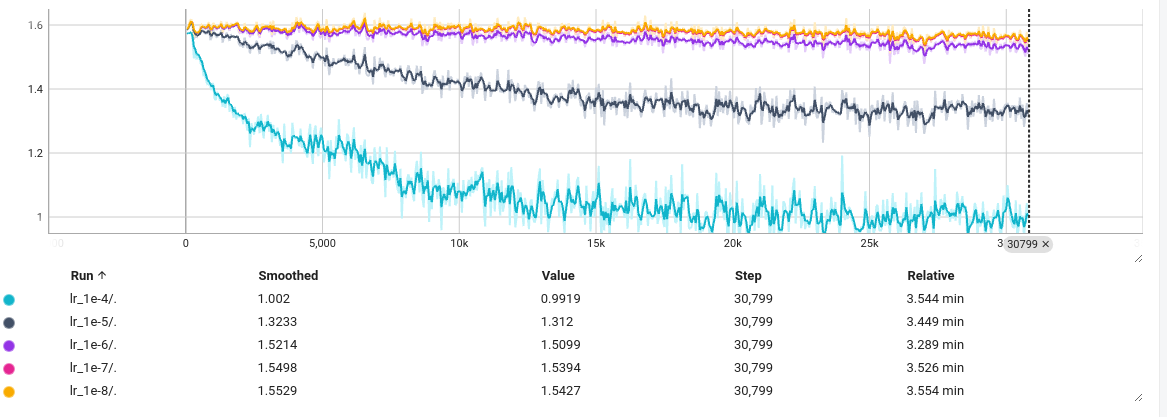 1.6
1.4
1.2
1
00 0 5,000 10k 15k 20k 25k 3 30799 ✕
Run ↑ Smoothed Value Step Relative
lr_1e-4/. 1.002 0.9919 30,799 3.544 min
lr_1e-5/. 1.3233 1.312 30,799 3.449 min
lr_1e-6/. 1.5214 1.5099 30,799 3.289 min
lr_1e-7/. 1.5498 1.5394 30,799 3.526 min
lr_1e-8/. 1.5529 1.5427 30,799 3.554 min